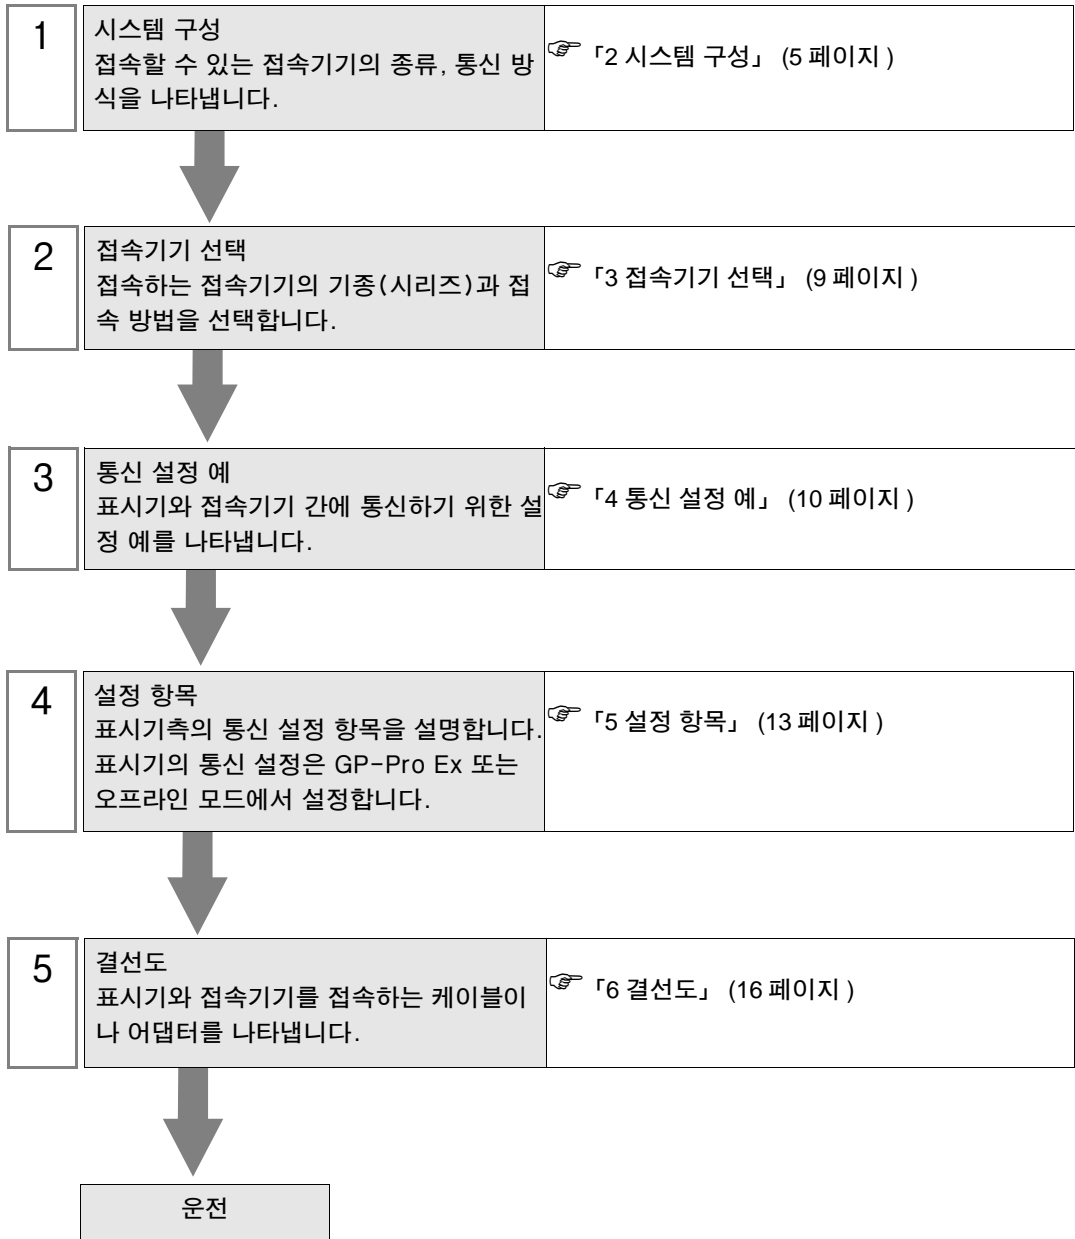 1
시스템 구성
접속할 수 있는 접속기기의 종류, 통신 방
식을 나타냅니다.
☞ 「2 시스템 구성」 (5 페이지 )
2
접속기기 선택
접속하는 접속기기의 기종(시리즈)과 접
속 방법을 선택합니다.
☞ 「3 접속기기 선택」 (9 페이지 )
3
통신 설정 예
표시기와 접속기기 간에 통신하기 위한 설
정 예를 나타냅니다.
☞ 「4 통신 설정 예」 (10 페이지 )
4
설정 항목
표시기측의 통신 설정 항목을 설명합니다.
표시기의 통신 설정은 GP-Pro Ex 또는
오프라인 모드에서 설정합니다.
☞ 「5 설정 항목」 (13 페이지 )
5
결선도
표시기와 접속기기를 접속하는 케이블이
나 어댑터를 나타냅니다.
☞ 「6 결선도」 (16 페이지 )
운전